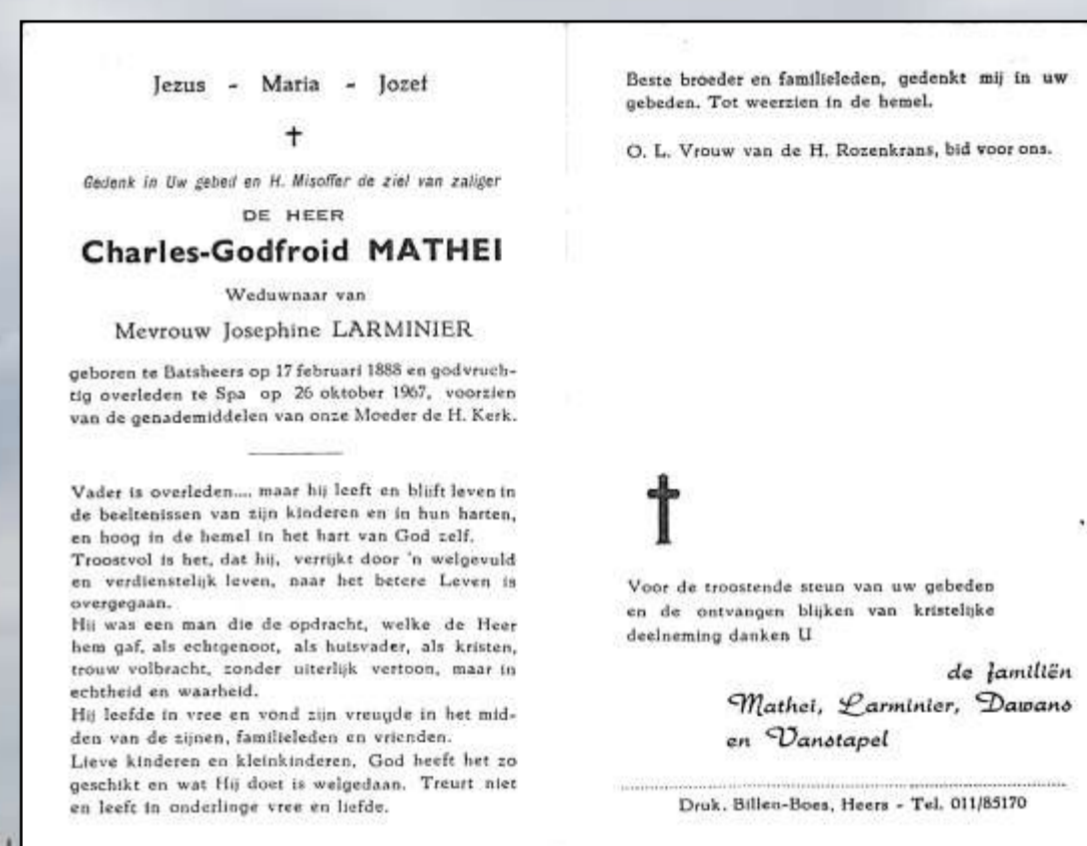 Jezus - Maria - Jozef
Gedenk in Uw gebed en H. Misoffer de ziel van zaliger
DE HEER
Charles-Godfroid MATHEI
Weduwnaar van
Mevrouw Josephine LARMINIER
geboren te Batsheers op 17 februari 1888 en godvruch-
tig overleden te Spa op 26 oktober 1967, voorzien
van de genademiddelen van onze Moeder de H. Kerk.
Vader is overleden.... maar hij leeft en blijft leven in
de beeltenissen van zijn kinderen en in hun harten,
en hoog in de hemel in het hart van God zelf.
Troostvol is het, dat hij, verrijkt door 'n welgevuld
en verdienstelijk leven, naar het betere Leven is
overgegaan.
Hij was een man die de opdracht, welke de Heer
hem gaf, als echtgenoot, als huisvader, als kristen,
trouw volbracht, zonder uiterlijk vertoon, maar in
echtheid en waarheid.
Hij leefde in vree en vond zijn vreugde in het mid-
den van de zijnen, familieleden en vrienden.
Lieve kinderen en kleinkinderen, God heeft het zo
geschikt en wat Hij doet is welgedaan. Treurt niet
en leeft in onderlinge vree en liefde.
Beste broeder en familieleden, gedenkt mij in uw
gebeden. Tot weerzien in de hemel.
O. L. Vrouw van de H. Rozenkrans, bid voor ons.
Voor de troostende steun van uw gebeden
en de ontvangen blijken van kristelijke
deelneming danken U
de familiën
Mathei, Larminier, Dawans
en Vanstapel
Druk. Billen-Boes, Heers - Tel. 011/85170